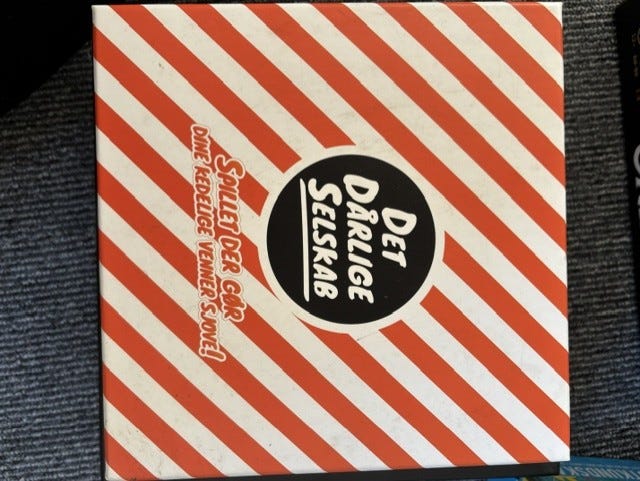 DET
DÅRLIGE
SELSKAB
SPILLET DER GØR
DINE KEDELIGE VENNER SJOVE!